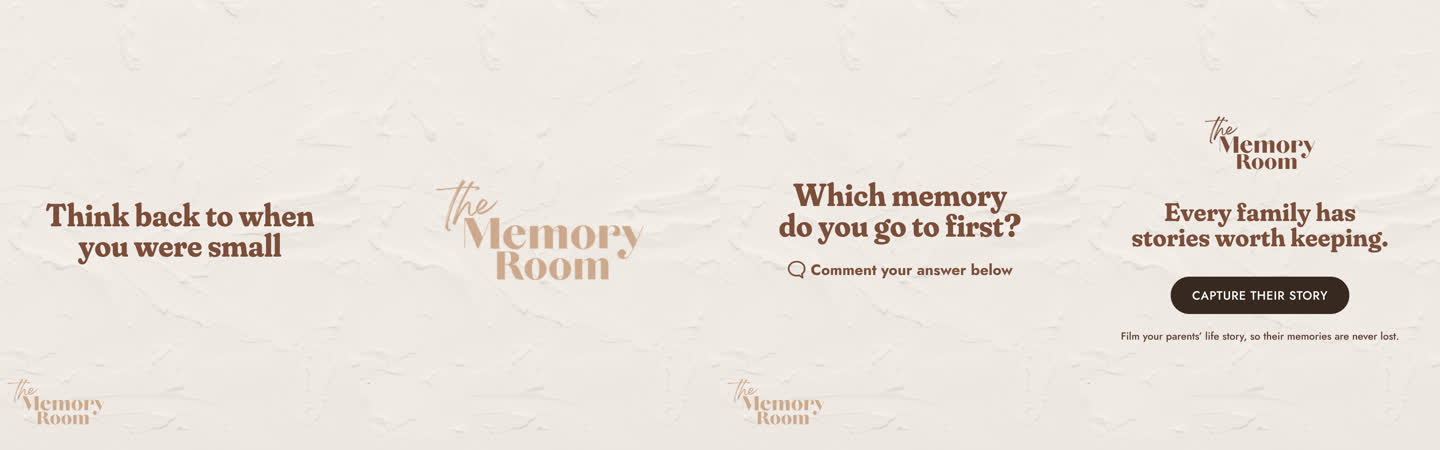 Think back to when
you were small
the
Memory
Room
the
Memory
Room
Which memory
do you go to first?
Comment your answer below
the
Memory
Room
the
Memory
Room
Every family has
stories worth keeping.
CAPTURE THEIR STORY
Film your parents' life story, so their memories are never lost.